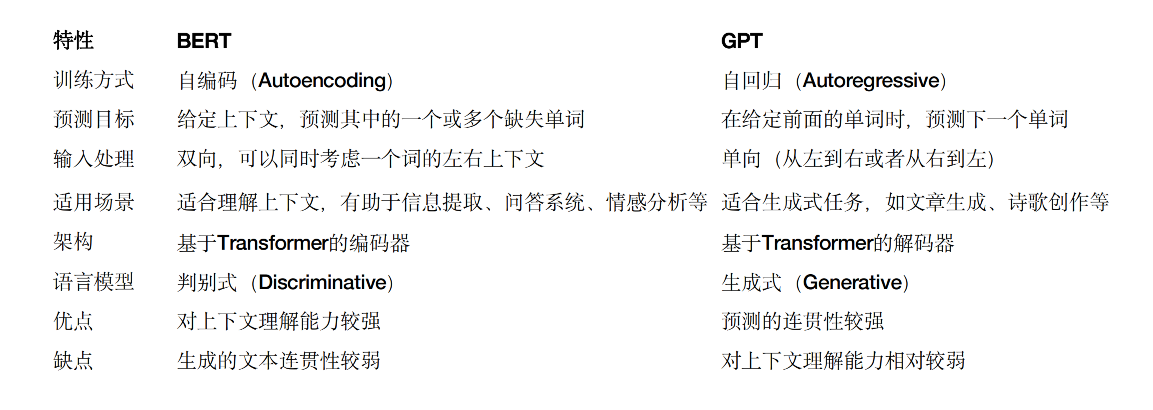 特性 BERT GPT
训练方式 自编码（Autoencoding） 自回归（Autoregressive）
预测目标 给定上下文，预测其中的一个或多个缺失单词 在给定前面的单词时，预测下一个单词
输入处理 双向，可以同时考虑一个词的左右上下文 单向（从左到右或者从右到左）
适用场景 适合理解上下文，有助于信息提取、问答系统、情感分析等 适合生成式任务，如文章生成、诗歌创作等
架构 基于Transformer的编码器 基于Transformer的解码器
语言模型 判别式（Discriminative） 生成式（Generative）
优点 对上下文理解能力较强 预测的连贯性较强
缺点 生成的文本连贯性较弱 对上下文理解能力相对较弱